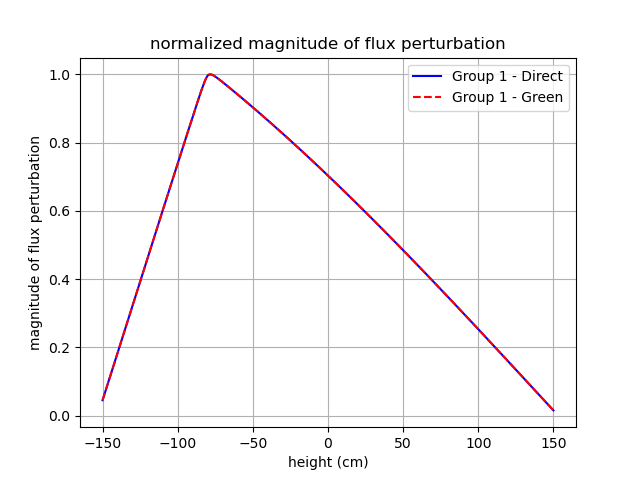 normalized magnitude of flux perturbation
Group 1 - Direct
Group 1 - Green
magnitude of flux perturbation
1.0
0.8
0.6
0.4
0.2
0.0
−150 −100 −50 0 50 100 150
height (cm)